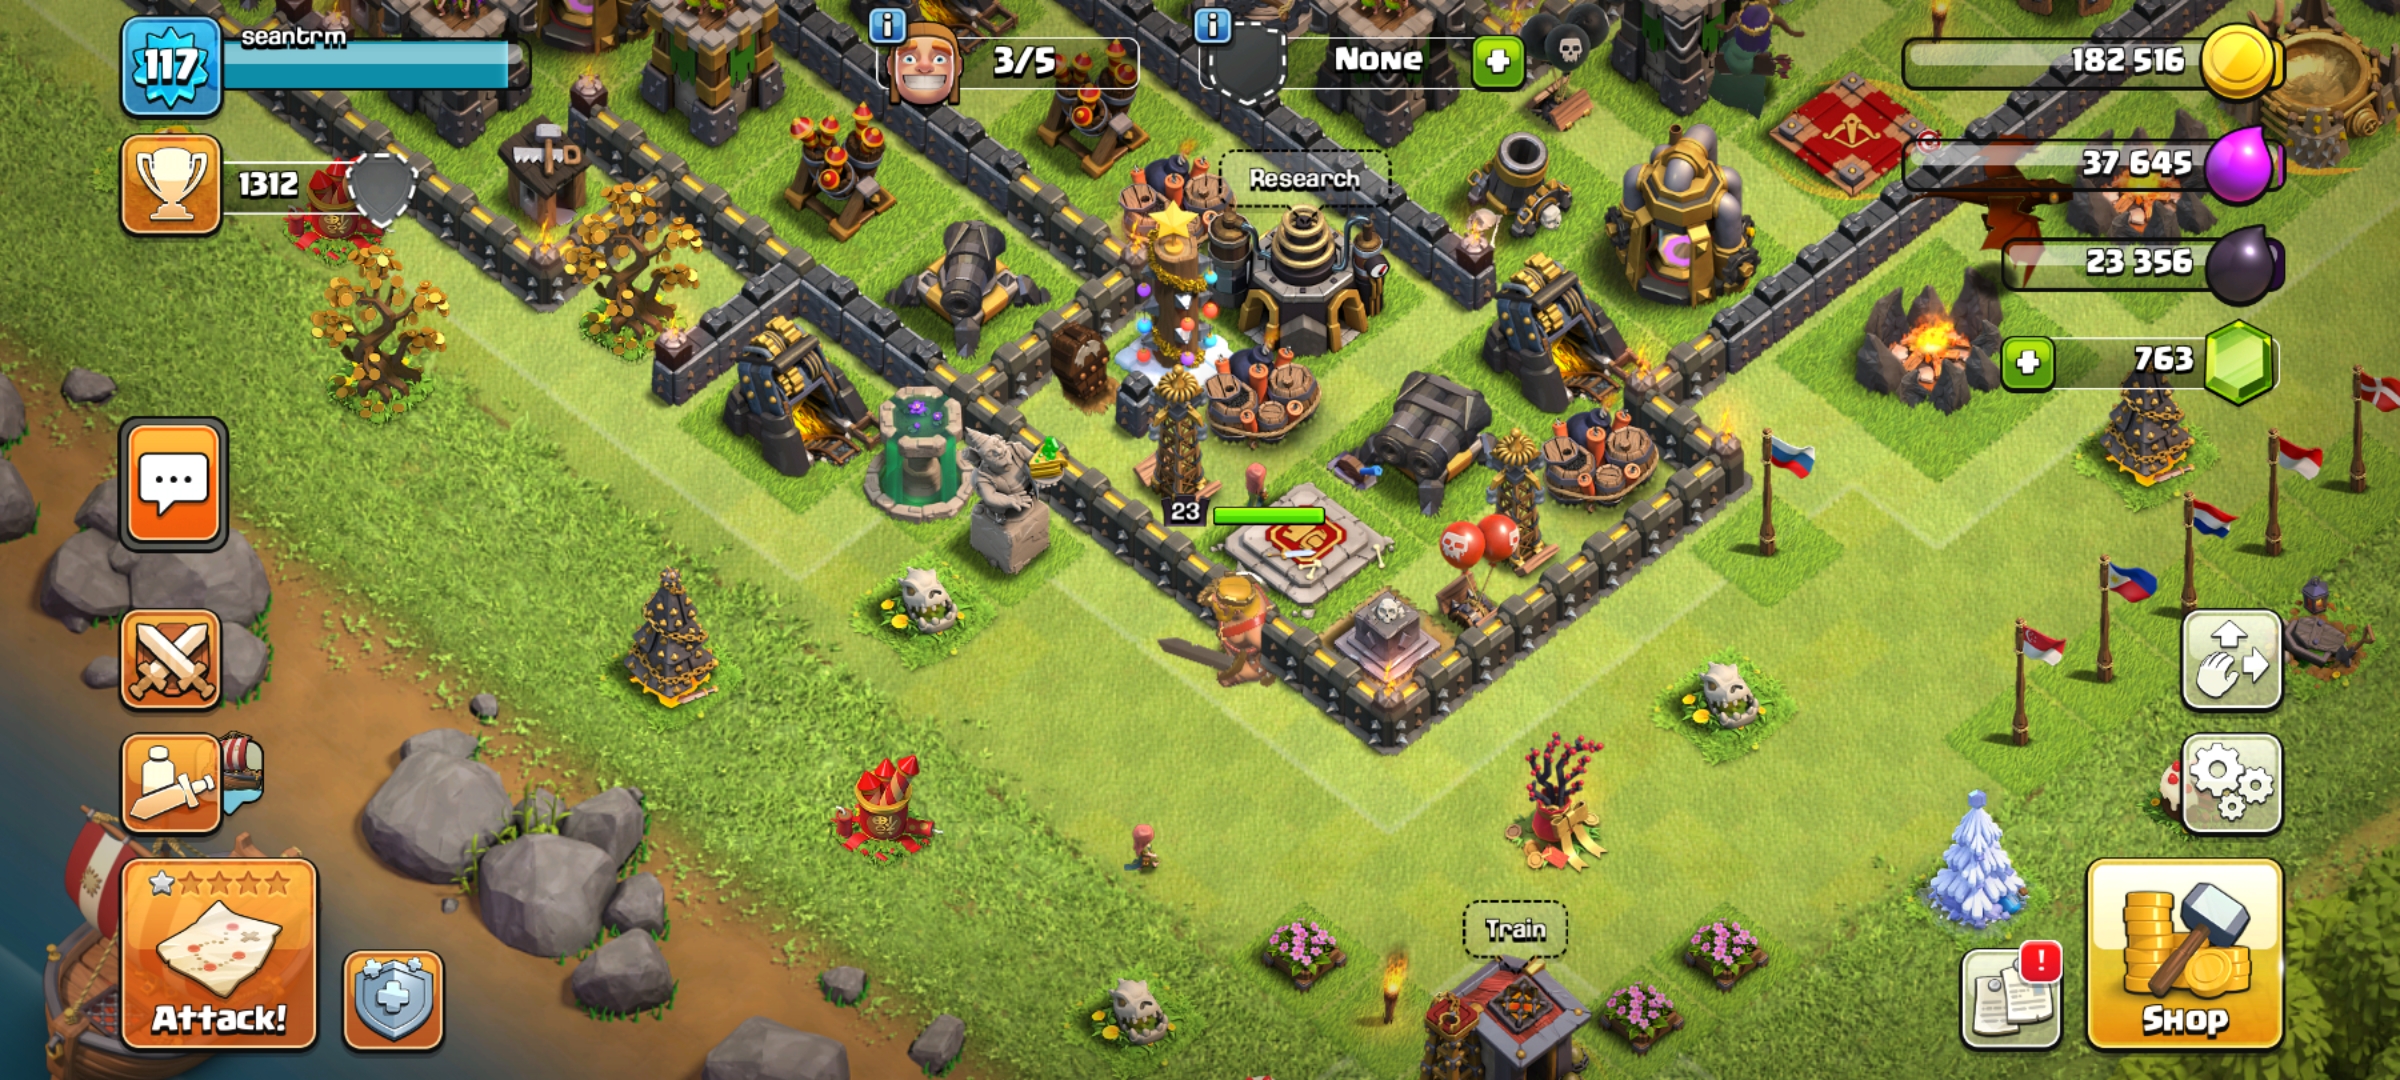 117
seantrm
3/5
None
182 516
1312
Research
37 645
23 356
763
23
Train
Attack!
!
Shop